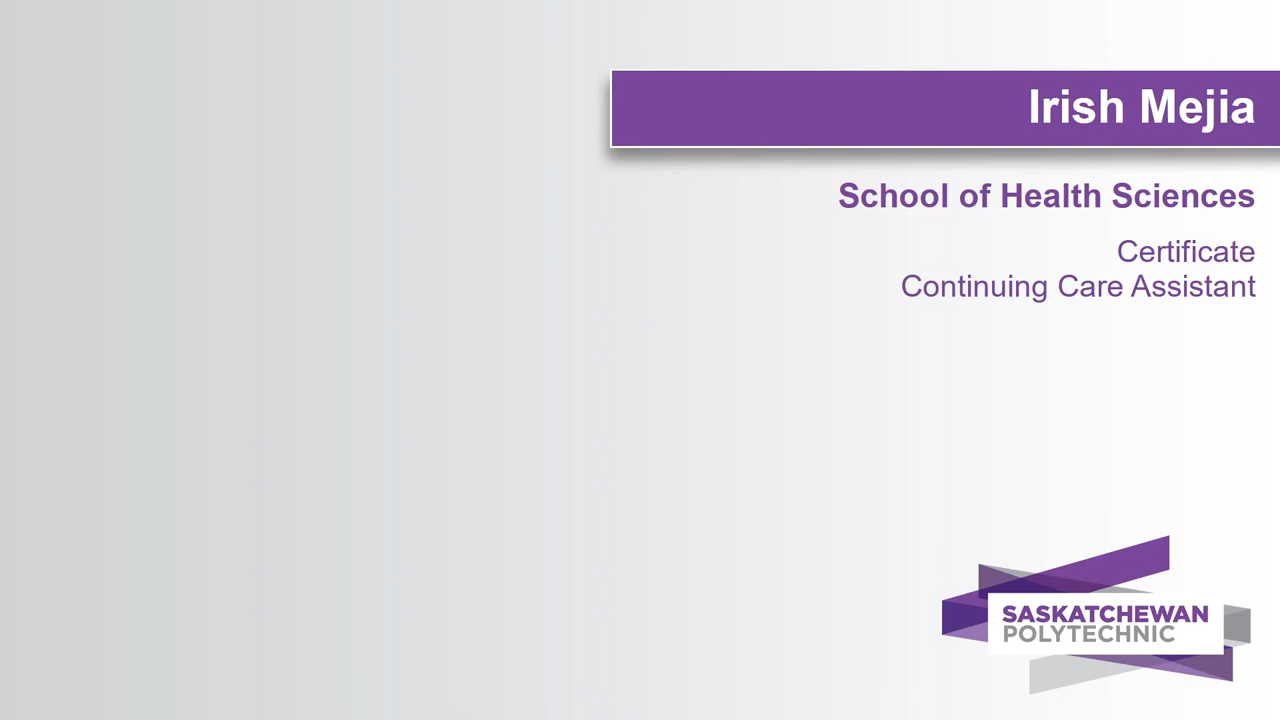 Irish Mejia
School of Health Sciences
Certificate
Continuing Care Assistant
SASKATCHEWAN
POLYTECHNIC